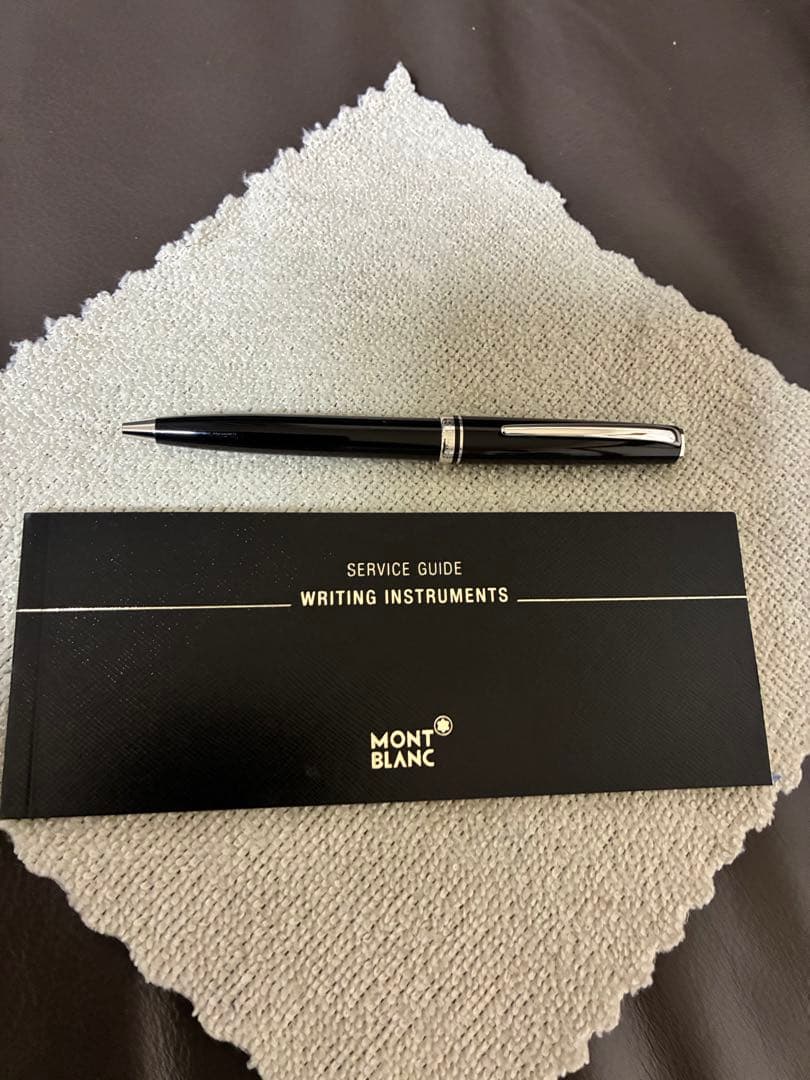 SERVICE GUIDE
WRITING INSTRUMENTS
MONT
BLANC